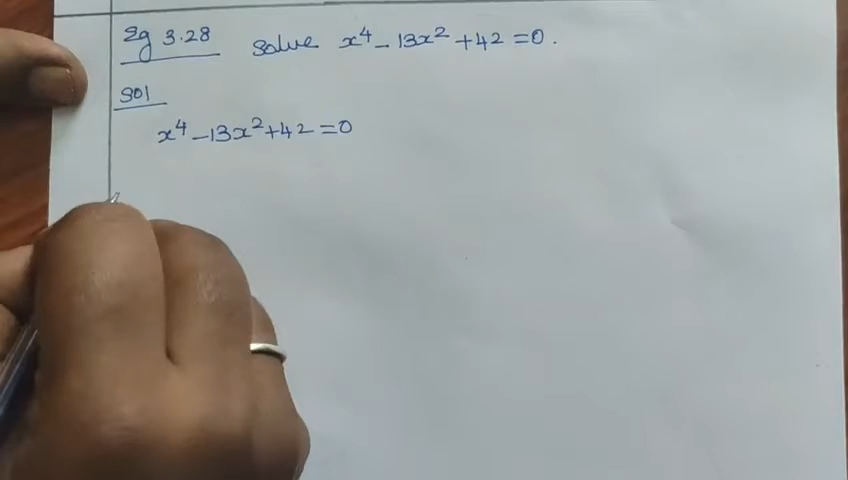 Eg 3.28 Solve x⁴ - 13x² + 42 = 0.
Sol
x⁴ - 13x² + 42 = 0